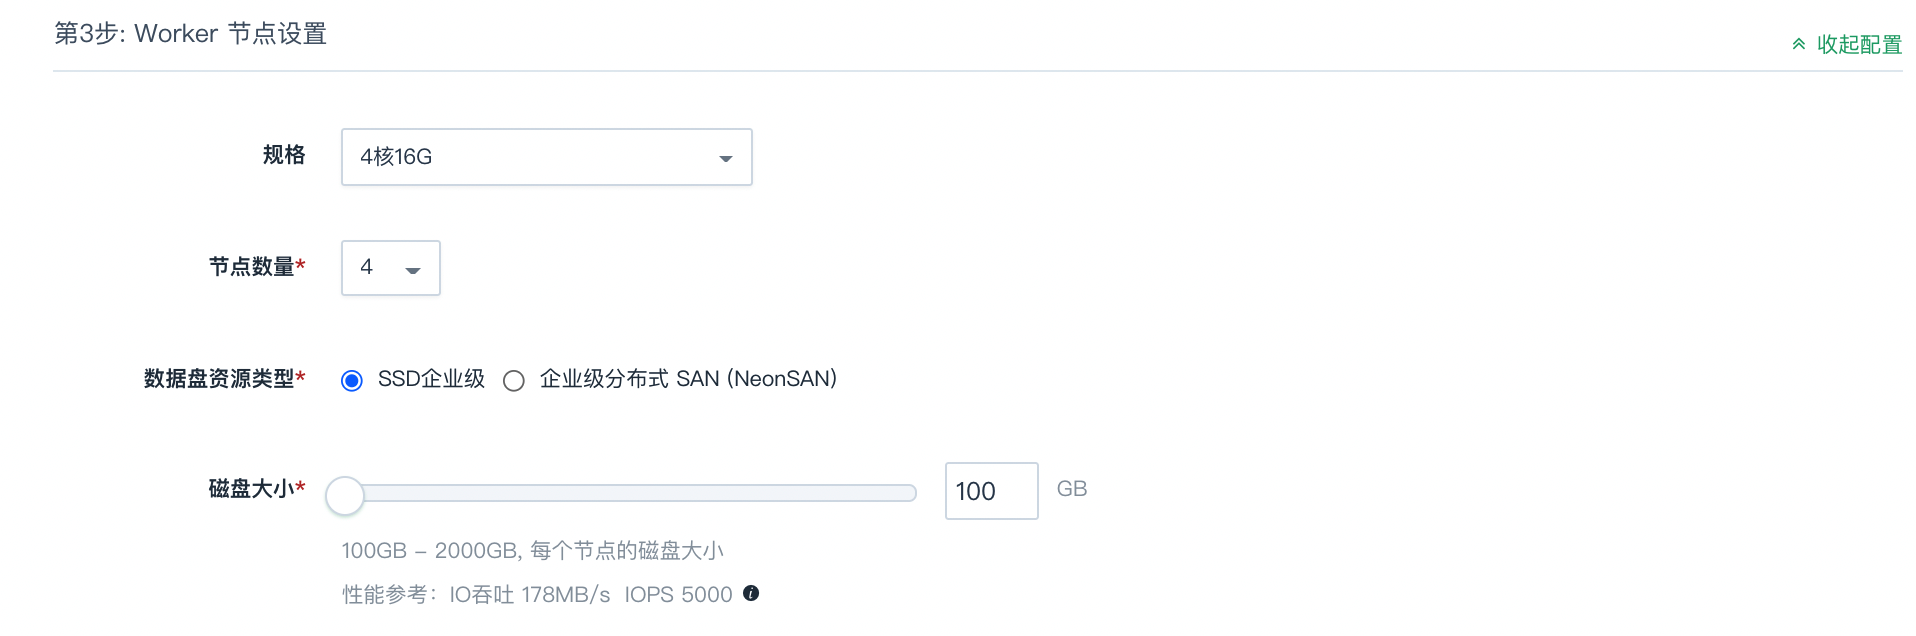 第3步: Worker 节点设置
收起配置
规格 4核16G
节点数量* 4
数据盘资源类型* SSD企业级 企业级分布式 SAN (NeonSAN)
磁盘大小* 100 GB
100GB – 2000GB, 每个节点的磁盘大小
性能参考：IO吞吐 178MB/s IOPS 5000